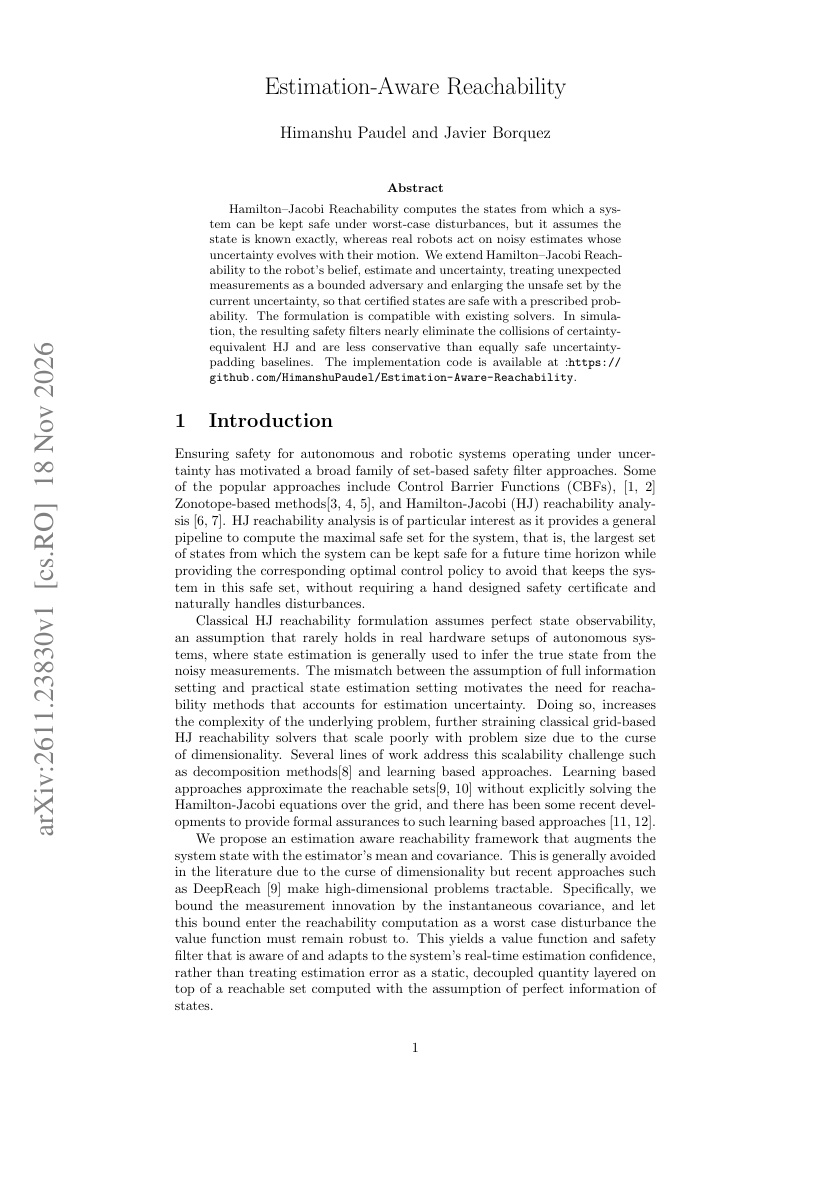 Estimation-Aware Reachability
Himanshu Paudel and Javier Borquez
Abstract
Hamilton–Jacobi Reachability computes the states from which a sys-
tem can be kept safe under worst-case disturbances, but it assumes the
state is known exactly, whereas real robots act on noisy estimates whose
uncertainty evolves with their motion. We extend Hamilton–Jacobi Reach-
ability to the robot's belief, estimate and uncertainty, treating unexpected
measurements as a bounded adversary and enlarging the unsafe set by the
current uncertainty, so that certified states are safe with a prescribed prob-
ability. The formulation is compatible with existing solvers. In simula-
tion, the resulting safety filters nearly eliminate the collisions of certainty-
equivalent HJ and are less conservative than equally safe uncertainty-
padding baselines. The implementation code is available at :https://
github.com/HimanshuPaudel/Estimation-Aware-Reachability.
1 Introduction
Ensuring safety for autonomous and robotic systems operating under uncer-
tainty has motivated a broad family of set-based safety filter approaches. Some
of the popular approaches include Control Barrier Functions (CBFs), [1, 2]
Zonotope-based methods[3, 4, 5], and Hamilton-Jacobi (HJ) reachability analy-
sis [6, 7]. HJ reachability analysis is of particular interest as it provides a general
pipeline to compute the maximal safe set for the system, that is, the largest set
of states from which the system can be kept safe for a future time horizon while
providing the corresponding optimal control policy to avoid that keeps the sys-
tem in this safe set, without requiring a hand designed safety certificate and
naturally handles disturbances.
Classical HJ reachability formulation assumes perfect state observability,
an assumption that rarely holds in real hardware setups of autonomous sys-
tems, where state estimation is generally used to infer the true state from the
noisy measurements. The mismatch between the assumption of full information
setting and practical state estimation setting motivates the need for reacha-
bility methods that accounts for estimation uncertainty. Doing so, increases
the complexity of the underlying problem, further straining classical grid-based
HJ reachability solvers that scale poorly with problem size due to the curse
of dimensionality. Several lines of work address this scalability challenge such
as decomposition methods[8] and learning based approaches. Learning based
approaches approximate the reachable sets[9, 10] without explicitly solving the
Hamilton-Jacobi equations over the grid, and there has been some recent devel-
opments to provide formal assurances to such learning based approaches [11, 12].
We propose an estimation aware reachability framework that augments the
system state with the estimator's mean and covariance. This is generally avoided
in the literature due to the curse of dimensionality but recent approaches such
as DeepReach [9] make high-dimensional problems tractable. Specifically, we
bound the measurement innovation by the instantaneous covariance, and let
this bound enter the reachability computation as a worst case disturbance the
value function must remain robust to. This yields a value function and safety
filter that is aware of and adapts to the system's real-time estimation confidence,
rather than treating estimation error as a static, decoupled quantity layered on
top of a reachable set computed with the assumption of perfect information of
states.
1
arXiv:2611.23830v1 [cs.RO] 18 Nov 2026